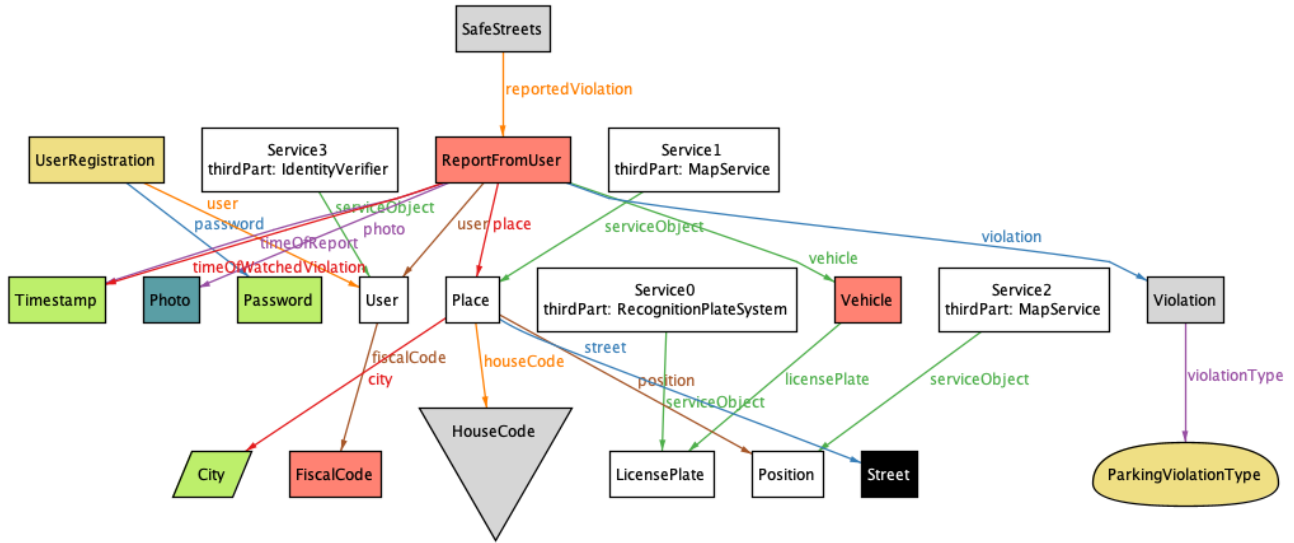 SafeStreets
reportedViolation
UserRegistration
Service3
thirdPart: IdentityVerifier
ReportFromUser
Service1
thirdPart: MapService
user
password
serviceObject
timeOfReport
photo
timeOfWatchedViolation
user
place
serviceObject
vehicle
violation
Timestamp
Photo
Password
User
Place
Service0
thirdPart: RecognitionPlateSystem
Vehicle
Service2
thirdPart: MapService
Violation
fiscalCode
city
houseCode
street
position
serviceObject
licensePlate
serviceObject
violationType
City
FiscalCode
HouseCode
LicensePlate
Position
Street
ParkingViolationType